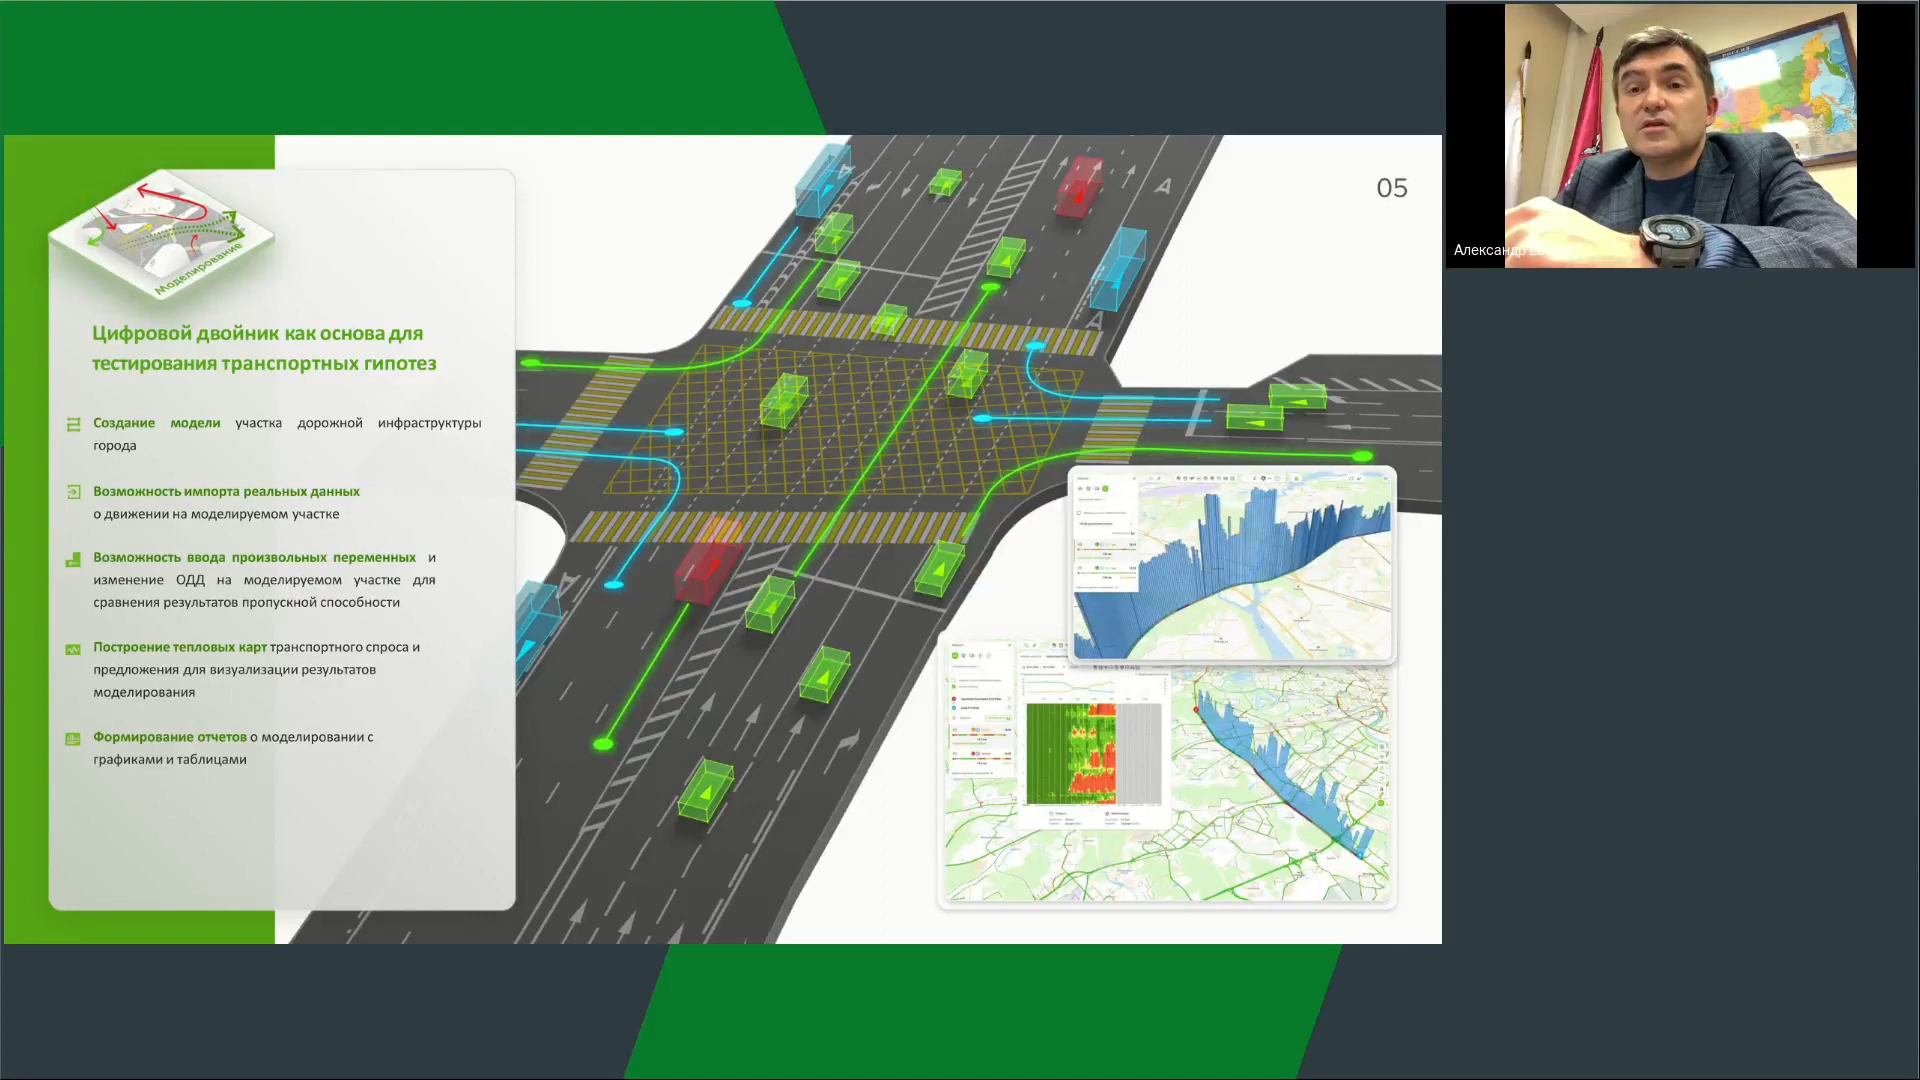 05
Моделирование
Цифровой двойник как основа для
тестирования транспортных гипотез
Создание модели участка дорожной инфраструктуры
города
Возможность импорта реальных данных
о движении на моделируемом участке
Возможность ввода произвольных переменных и
изменение ОДД на моделируемом участке для
сравнения результатов пропускной способности
Построение тепловых карт транспортного спроса и
предложения для визуализации результатов
моделирования
Формирование отчетов о моделировании с
графиками и таблицами
РОССИЯ
Александр